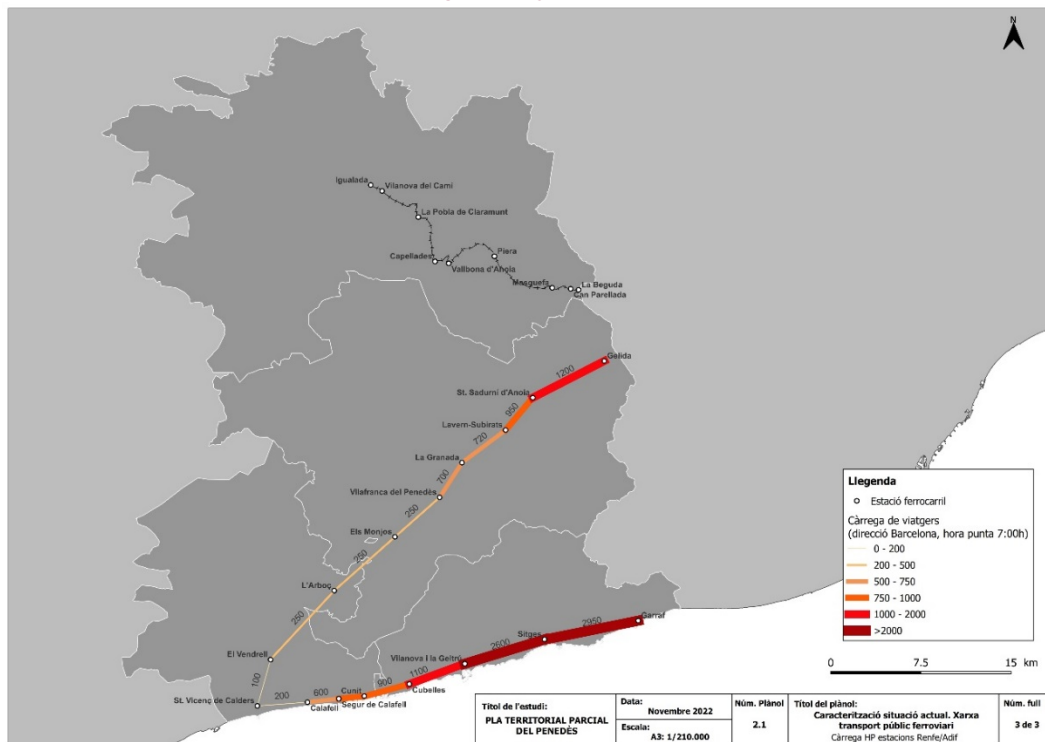 N
Igualada
Vilanova del Camí
La Pobla de Claramunt
Capellades
Vallbona d'Anoia
Piera
Masquefa
La Beguda
Can Parellada
Gelida
1200
St. Sadurní d'Anoia
950
Lavern-Subirats
720
La Granada
700
Vilafranca del Penedès
250
Els Monjos
250
L'Arboç
250
El Vendrell
100
St. Vicenç de Calders
200
Calafell
600
Cunit
Segur de Calafell
900
Cubelles
1100
Vilanova I la Geltrú
2600
Sitges
2950
Garraf
Llegenda
Estació ferrocarril
Càrrega de viatgers
(direcció Barcelona, hora punta 7:00h)
0 - 200
200 - 500
500 - 750
750 - 1000
1000 - 2000
>2000
0 7.5 15 km
Títol de l'estudi:
PLA TERRITORIAL PARCIAL
DEL PENEDÈS
Data:
Novembre 2022
Escala:
A3: 1/210.000
Núm. Plànol
2.1
Títol del plànol:
Caracterització situació actual. Xarxa
transport públic ferroviari
Càrrega HP estacions Renfe/Adif
Núm. full
3 de 3